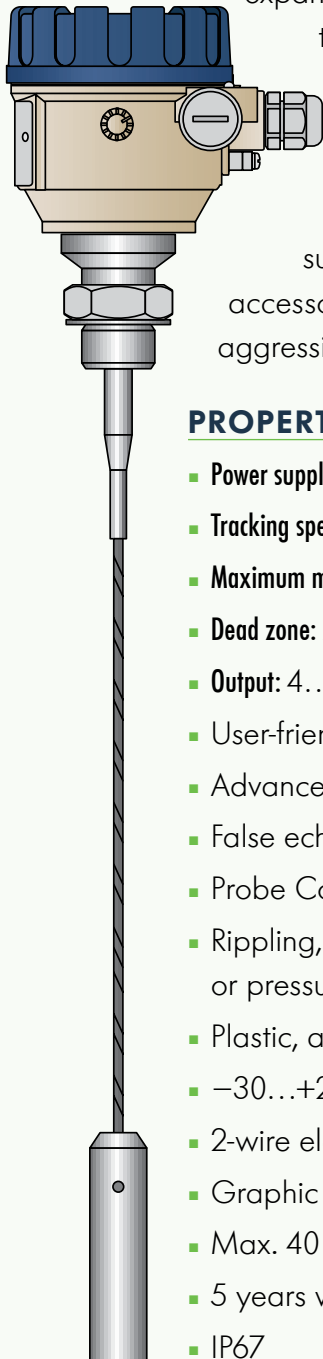 expan
t
su
accesso
aggressi
PROPERT
▪ Power suppl
▪ Tracking spe
▪ Maximum m
▪ Dead zone:
▪ Output: 4…
▪ User-frien
▪ Advance
▪ False ech
▪ Probe Co
▪ Rippling,
or pressu
▪ Plastic, a
▪ –30…+2
▪ 2-wire el
▪ Graphic
▪ Max. 40
▪ 5 years w
▪ IP67